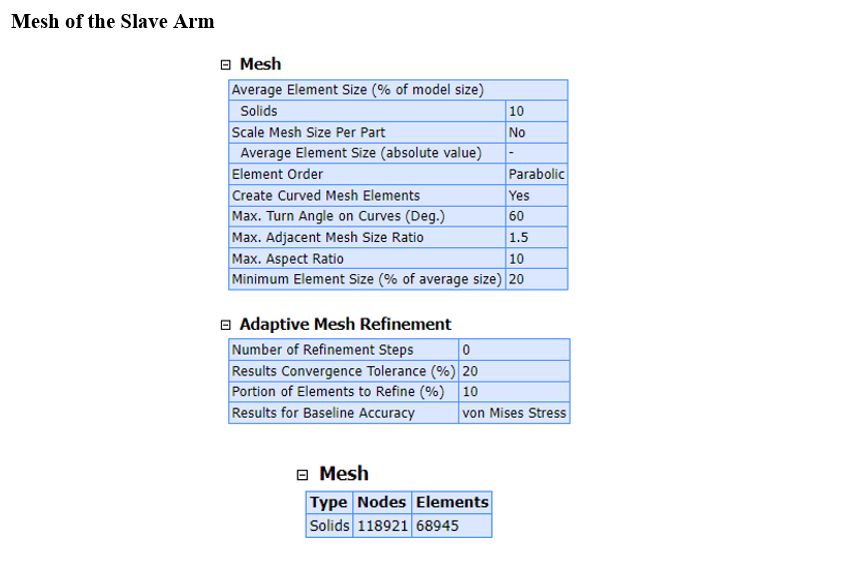 Mesh of the Slave Arm
Mesh
Average Element Size (% of model size)
Solids 10
Scale Mesh Size Per Part No
Average Element Size (absolute value) -
Element Order Parabolic
Create Curved Mesh Elements Yes
Max. Turn Angle on Curves (Deg.) 60
Max. Adjacent Mesh Size Ratio 1.5
Max. Aspect Ratio 10
Minimum Element Size (% of average size) 20
Adaptive Mesh Refinement
Number of Refinement Steps 0
Results Convergence Tolerance (%) 20
Portion of Elements to Refine (%) 10
Results for Baseline Accuracy von Mises Stress
Mesh
Type Nodes Elements
Solids 118921 68945